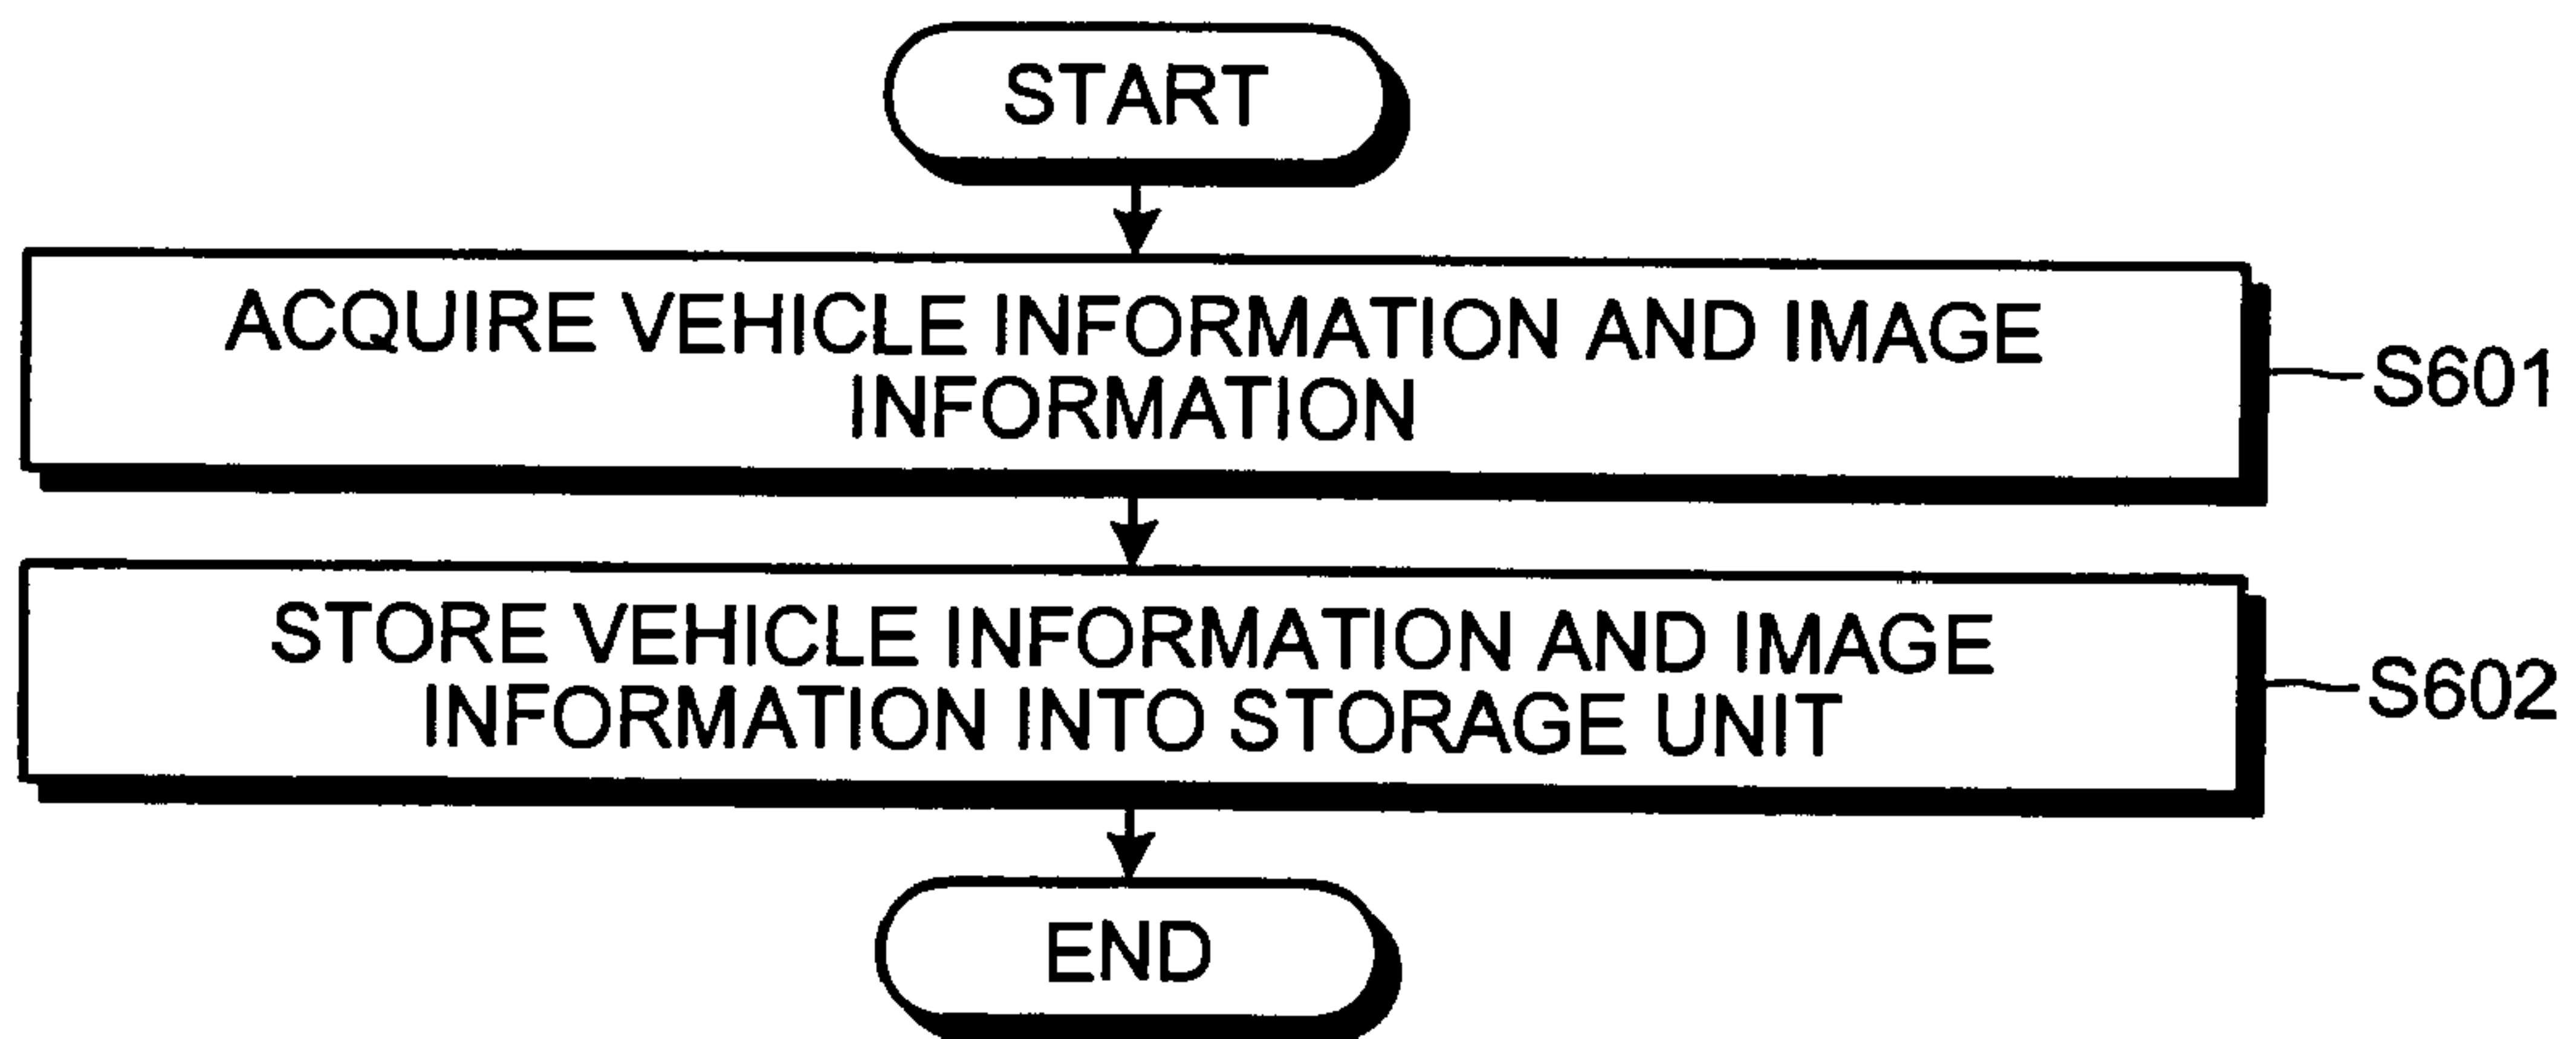 START
ACQUIRE VEHICLE INFORMATION AND IMAGE
INFORMATION
S601
STORE VEHICLE INFORMATION AND IMAGE
INFORMATION INTO STORAGE UNIT
S602
END